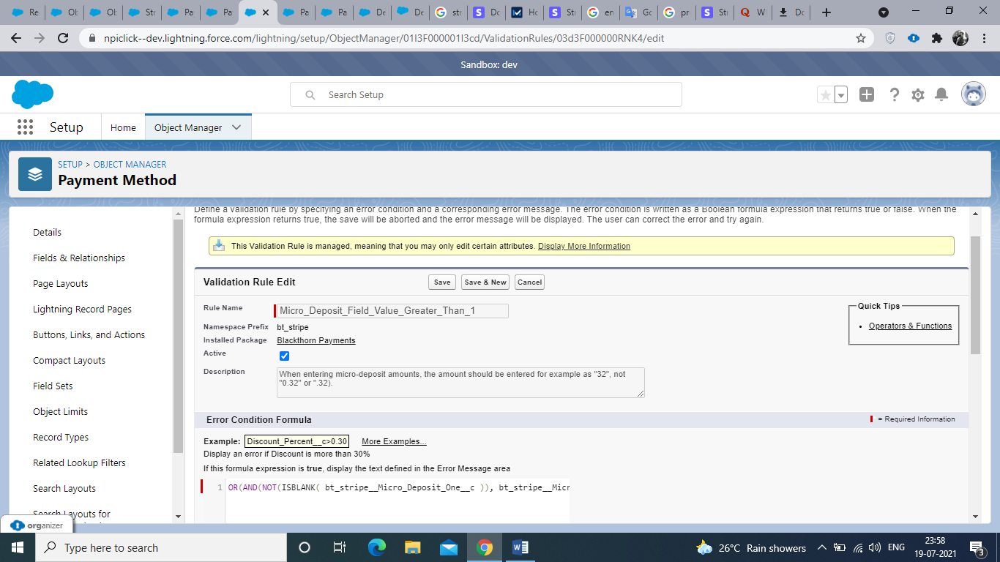 Re
Ob
Ob
Str
Pa
Pa
Pa
Pa
De
De
str
Do
Ho
Str
en
Go
pr
Str
W
Do
npiclick--dev.lightning.force.com/lightning/setup/ObjectManager/01I3F000001I3cd/ValidationRules/03d3F000000RNK4/edit
Sandbox: dev
Search Setup
Setup
Home
Object Manager
SETUP > OBJECT MANAGER
Payment Method
Details
Fields & Relationships
Page Layouts
Lightning Record Pages
Buttons, Links, and Actions
Compact Layouts
Field Sets
Object Limits
Record Types
Related Lookup Filters
Search Layouts
Search Layouts for
Define a validation rule by specifying an error condition and a corresponding error message. The error condition is written as a Boolean formula expression that returns true or false. When the
formula expression returns true, the save will be aborted and the error message will be displayed. The user can correct the error and try again.
This Validation Rule is managed, meaning that you may only edit certain attributes. Display More Information
Validation Rule Edit
Save
Save & New
Cancel
Rule Name
Micro_Deposit_Field_Value_Greater_Than_1
Namespace Prefix bt_stripe
Installed Package Blackthorn Payments
Active
Description
When entering micro-deposit amounts, the amount should be entered for example as "32", not
"0.32" or ".32).
Quick Tips
• Operators & Functions
Error Condition Formula
= Required Information
Example: Discount_Percent__c>0.30 More Examples...
Display an error if Discount is more than 30%
If this formula expression is true, display the text defined in the Error Message area
1 OR(AND(NOT(ISBLANK( bt_stripe__Micro_Deposit_One__c )), bt_stripe__Micr
organizer
Type here to search
26°C Rain showers
ENG
23:58
19-07-2021
3